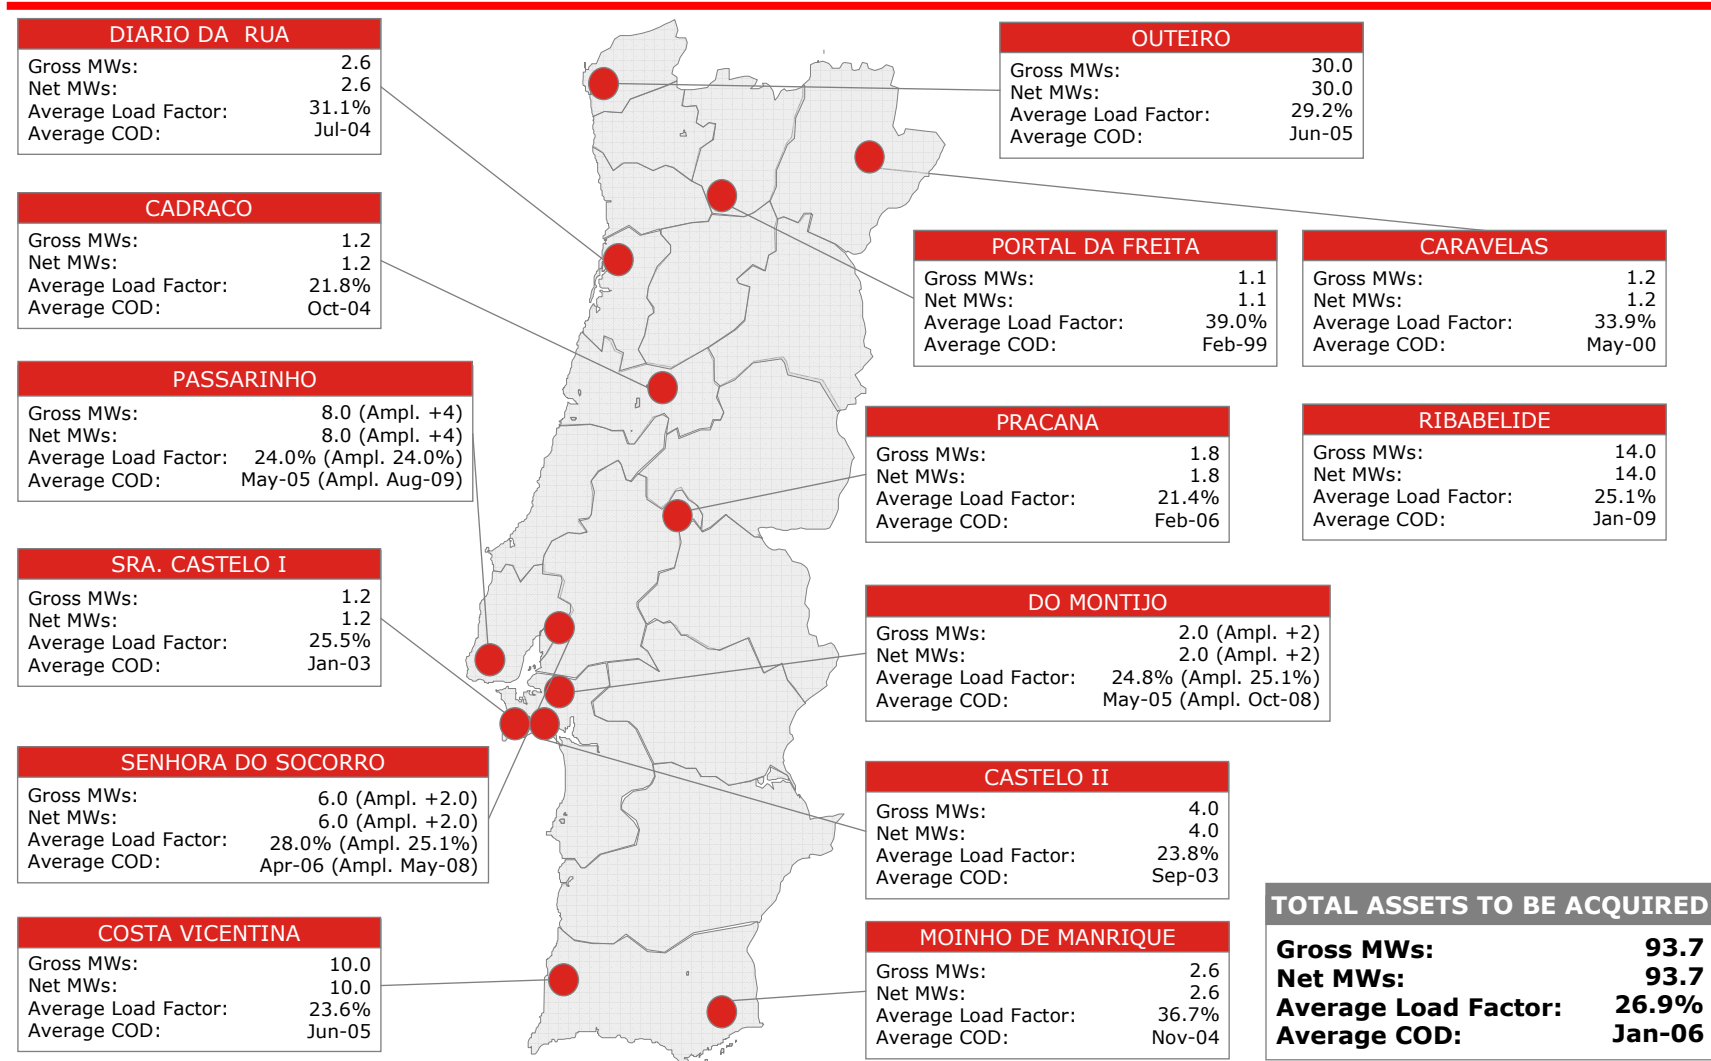 DIARIO DA RUA
Gross MWs: 2.6
Net MWs: 2.6
Average Load Factor: 31.1%
Average COD: Jul-04
OUTEIRO
Gross MWs: 30.0
Net MWs: 30.0
Average Load Factor: 29.2%
Average COD: Jun-05
CADRACO
Gross MWs: 1.2
Net MWs: 1.2
Average Load Factor: 21.8%
Average COD: Oct-04
PORTAL DA FREITA
Gross MWs: 1.1
Net MWs: 1.1
Average Load Factor: 39.0%
Average COD: Feb-99
CARAVELAS
Gross MWs: 1.2
Net MWs: 1.2
Average Load Factor: 33.9%
Average COD: May-00
PASSARINHO
Gross MWs: 8.0 (Ampl. +4)
Net MWs: 8.0 (Ampl. +4)
Average Load Factor: 24.0% (Ampl. 24.0%)
Average COD: May-05 (Ampl. Aug-09)
PRACANA
Gross MWs: 1.8
Net MWs: 1.8
Average Load Factor: 21.4%
Average COD: Feb-06
RIBABELIDE
Gross MWs: 14.0
Net MWs: 14.0
Average Load Factor: 25.1%
Average COD: Jan-09
SRA. CASTELO I
Gross MWs: 1.2
Net MWs: 1.2
Average Load Factor: 25.5%
Average COD: Jan-03
DO MONTIJO
Gross MWs: 2.0 (Ampl. +2)
Net MWs: 2.0 (Ampl. +2)
Average Load Factor: 24.8% (Ampl. 25.1%)
Average COD: May-05 (Ampl. Oct-08)
SENHORA DO SOCORRO
Gross MWs: 6.0 (Ampl. +2.0)
Net MWs: 6.0 (Ampl. +2.0)
Average Load Factor: 28.0% (Ampl. 25.1%)
Average COD: Apr-06 (Ampl. May-08)
CASTELO II
Gross MWs: 4.0
Net MWs: 4.0
Average Load Factor: 23.8%
Average COD: Sep-03
COSTA VICENTINA
Gross MWs: 10.0
Net MWs: 10.0
Average Load Factor: 23.6%
Average COD: Jun-05
MOINHO DE MANRIQUE
Gross MWs: 2.6
Net MWs: 2.6
Average Load Factor: 36.7%
Average COD: Nov-04
TOTAL ASSETS TO BE ACQUIRED
Gross MWs: 93.7
Net MWs: 93.7
Average Load Factor: 26.9%
Average COD: Jan-06